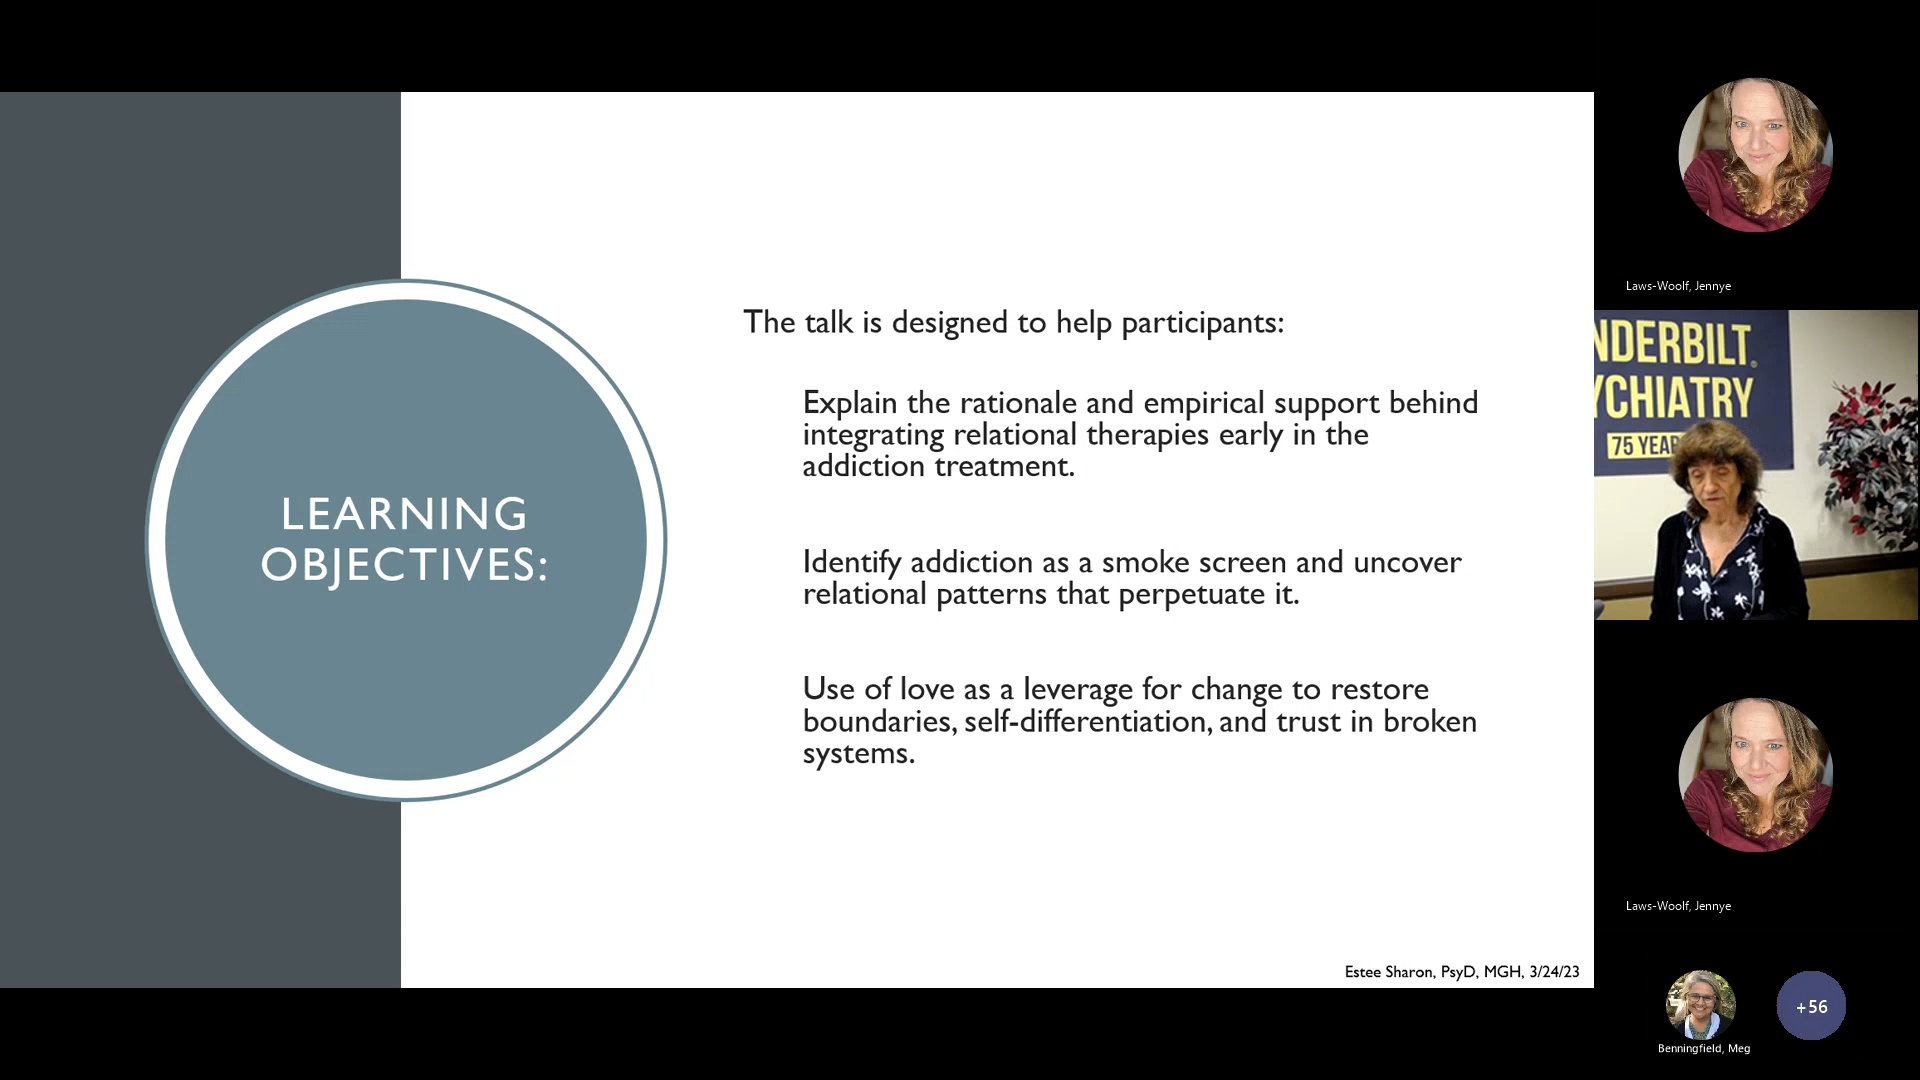 LEARNING
OBJECTIVES:
The talk is designed to help participants:
Explain the rationale and empirical support behind
integrating relational therapies early in the
addiction treatment.
Identify addiction as a smoke screen and uncover
relational patterns that perpetuate it.
Use of love as a leverage for change to restore
boundaries, self-differentiation, and trust in broken
systems.
Estee Sharon, PsyD, MGH, 3/24/23
Laws-Woolf, Jennye
NDERBILT®
YCHIATRY
75 YEA
Laws-Woolf, Jennye
+56
Benningfield, Meg